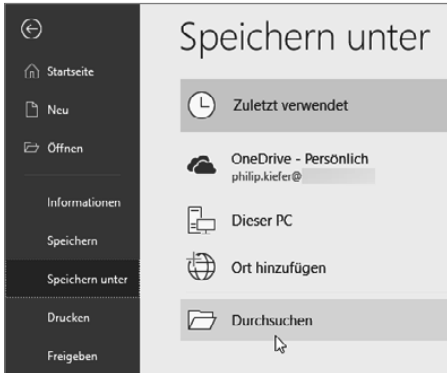 Startseite
Neu
Öffnen
Informationen
Speichern
Speichern unter
Drucken
Freigeben
Speichern unter
Zuletzt verwendet
OneDrive - Persönlich
philip.kiefer@
Dieser PC
Ort hinzufügen
Durchsuchen